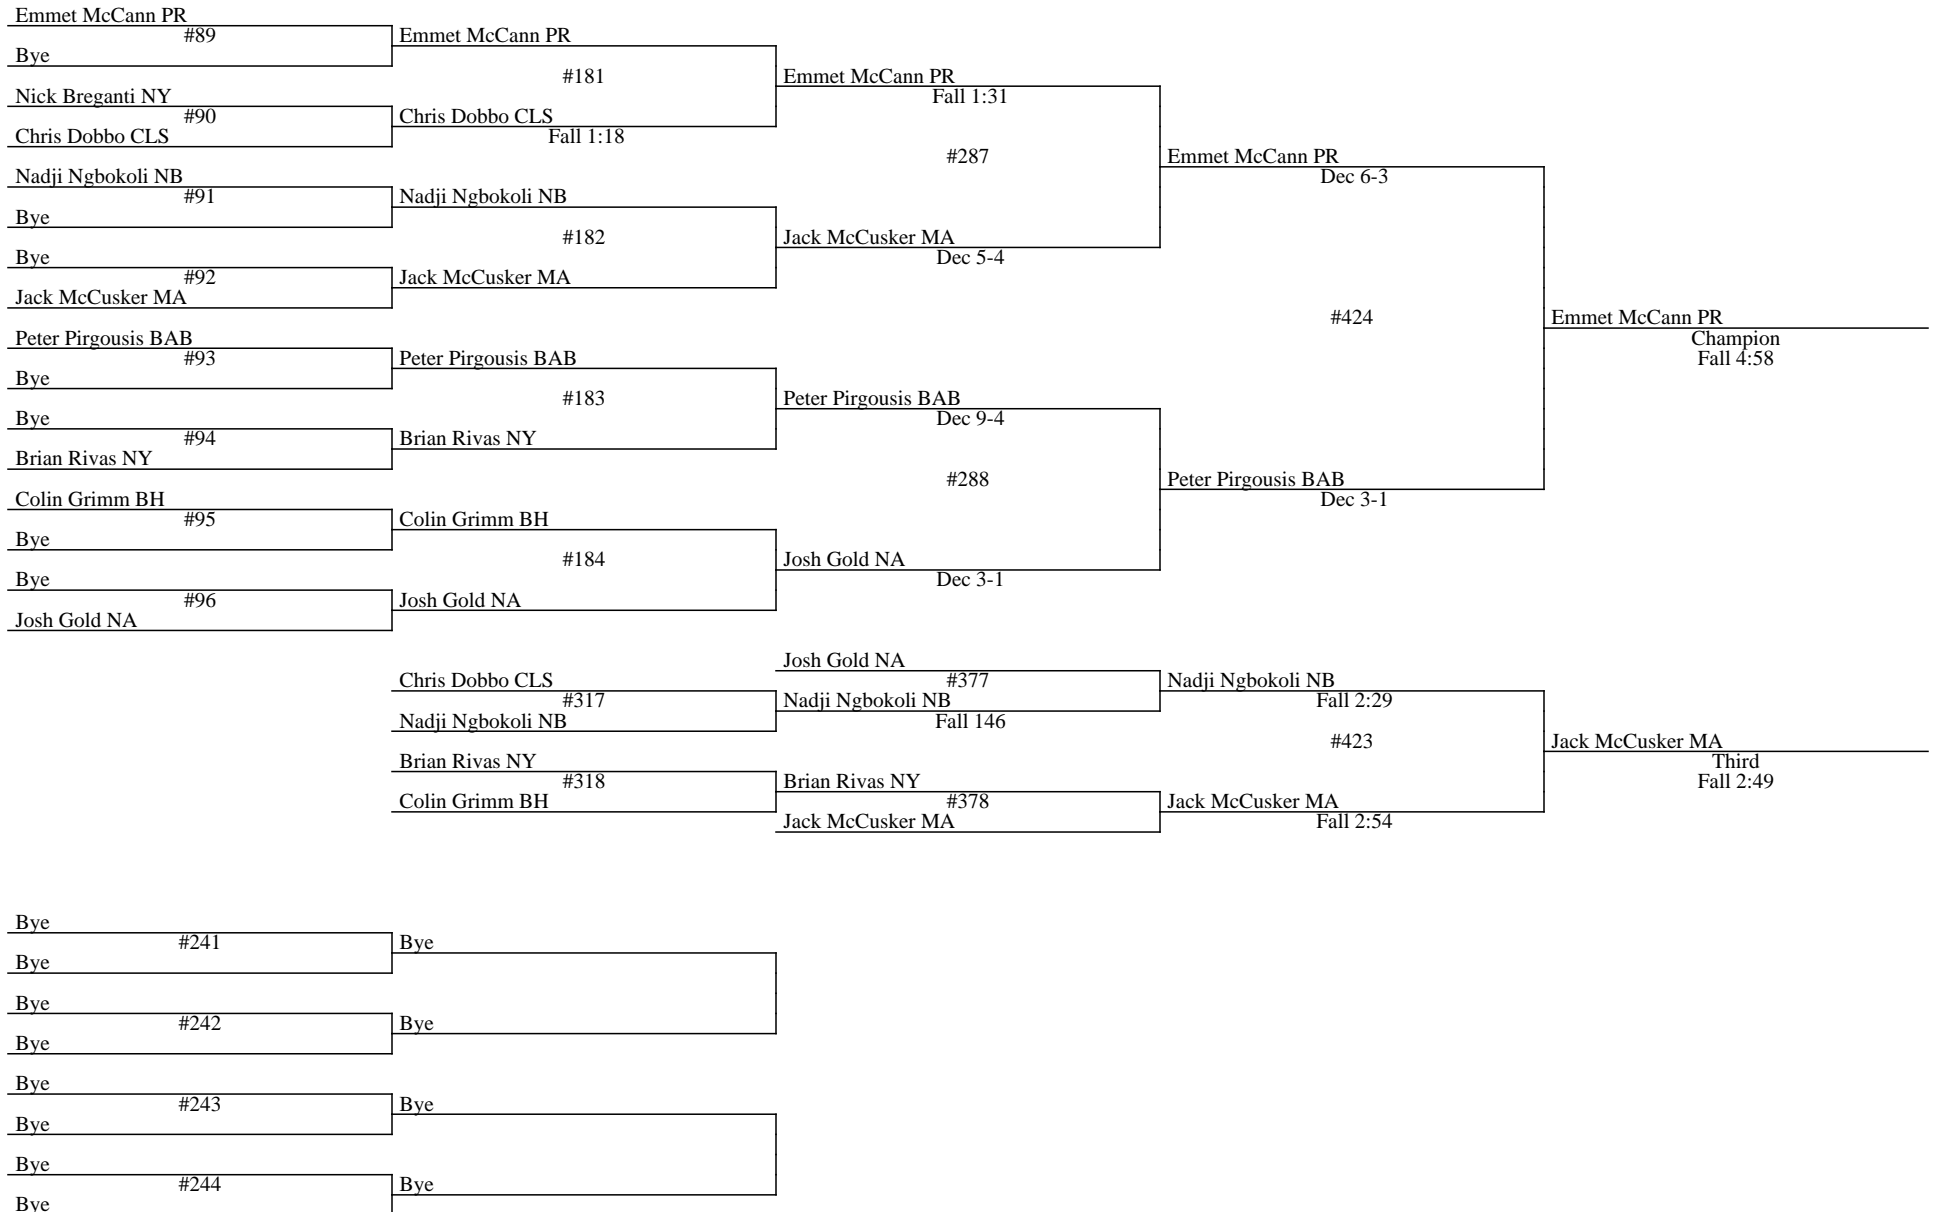 Emmet McCann PR
#89
Bye
Emmet McCann PR
#181
Nick Breganti NY
#90
Chris Dobbo CLS
Chris Dobbo CLS
Fall 1:18
Emmet McCann PR
Fall 1:31
#287
Nadji Ngbokoli NB
#91
Bye
Nadji Ngbokoli NB
#182
Bye
#92
Jack McCusker MA
Jack McCusker MA
Jack McCusker MA
Dec 5-4
Emmet McCann PR
Dec 6-3
#424
Peter Pirgousis BAB
#93
Bye
Peter Pirgousis BAB
#183
Bye
#94
Brian Rivas NY
Brian Rivas NY
Peter Pirgousis BAB
Dec 9-4
#288
Colin Grimm BH
#95
Bye
Colin Grimm BH
#184
Bye
#96
Josh Gold NA
Josh Gold NA
Josh Gold NA
Dec 3-1
Peter Pirgousis BAB
Dec 3-1
Emmet McCann PR
Champion
Fall 4:58
Josh Gold NA
#377
Chris Dobbo CLS
#317
Nadji Ngbokoli NB
Nadji Ngbokoli NB
Fall 146
Nadji Ngbokoli NB
Fall 2:29
#423
Brian Rivas NY
#318
Colin Grimm BH
Brian Rivas NY
#378
Jack McCusker MA
Jack McCusker MA
Fall 2:54
Jack McCusker MA
Third
Fall 2:49
Bye
#241
Bye
Bye
Bye
#242
Bye
Bye
Bye
#243
Bye
Bye
Bye
#244
Bye
Bye